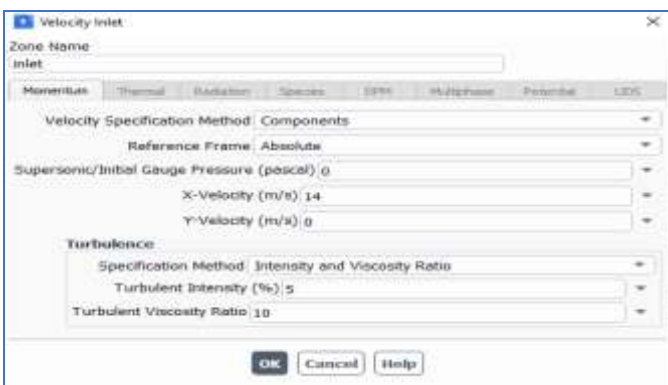 Velocity Inlet
Zone Name
inlet
Momentum Thermal Radiation Species DPM Multiphase Potential UDS
Velocity Specification Method Components
Reference Frame Absolute
Supersonic/Initial Gauge Pressure (pascal) 0
X-Velocity (m/s) 14
Y-Velocity (m/s) 0
Turbulence
Specification Method Intensity and Viscosity Ratio
Turbulent Intensity (%) 5
Turbulent Viscosity Ratio 10
OK Cancel Help